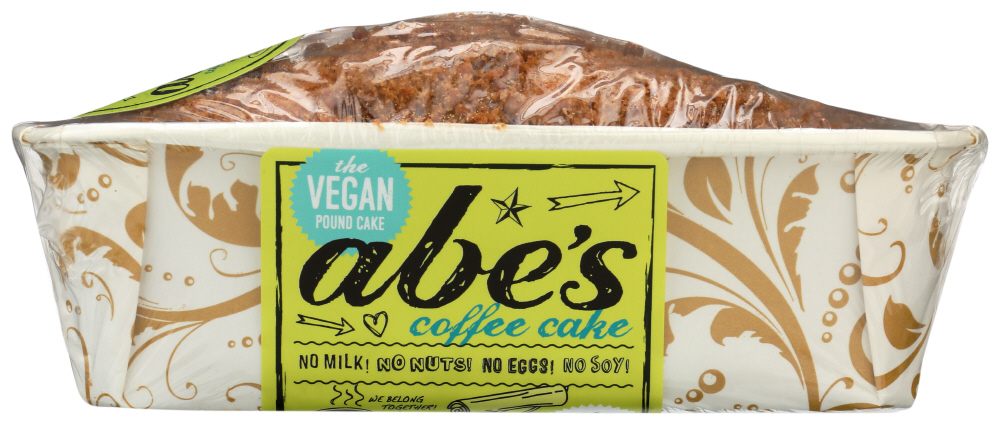 the
VEGAN
POUND CAKE
abe's
coffee cake
NO MILK! NO NUTS! NO EGGS! NO SOY!
WE BELONG
TOGETHER!